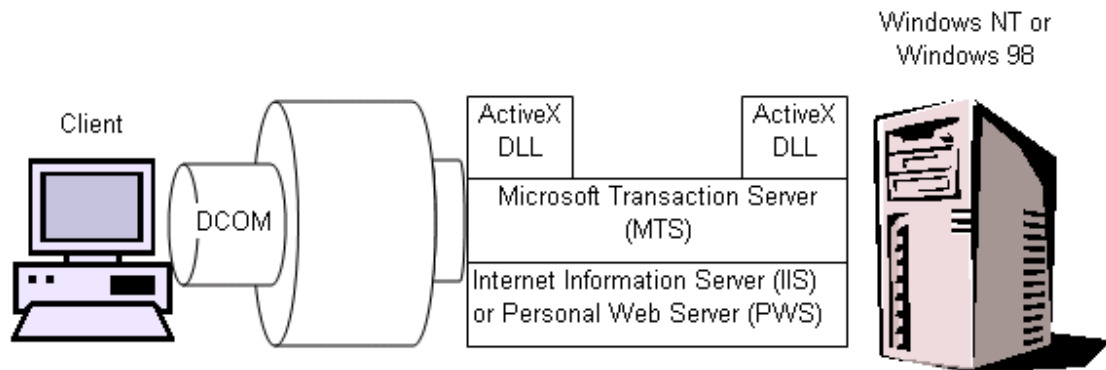 Windows NT or
Windows 98
Client
DCOM
ActiveX
DLL
ActiveX
DLL
Microsoft Transaction Server
(MTS)
Internet Information Server (IIS)
or Personal Web Server (PWS)